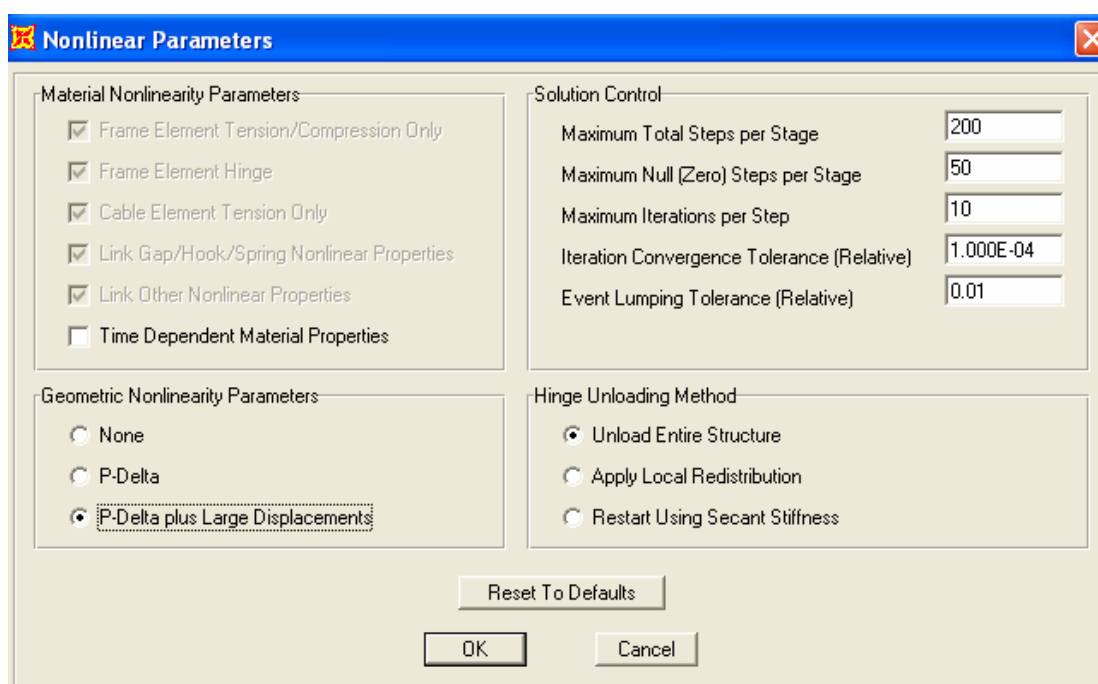 Nonlinear Parameters
Material Nonlinearity Parameters
Frame Element Tension/Compression Only
Frame Element Hinge
Cable Element Tension Only
Link Gap/Hook/Spring Nonlinear Properties
Link Other Nonlinear Properties
Time Dependent Material Properties
Solution Control
Maximum Total Steps per Stage 200
Maximum Null (Zero) Steps per Stage 50
Maximum Iterations per Step 10
Iteration Convergence Tolerance (Relative) 1.000E-04
Event Lumping Tolerance (Relative) 0.01
Geometric Nonlinearity Parameters
None
P-Delta
P-Delta plus Large Displacements
Hinge Unloading Method
Unload Entire Structure
Apply Local Redistribution
Restart Using Secant Stiffness
Reset To Defaults
OK Cancel